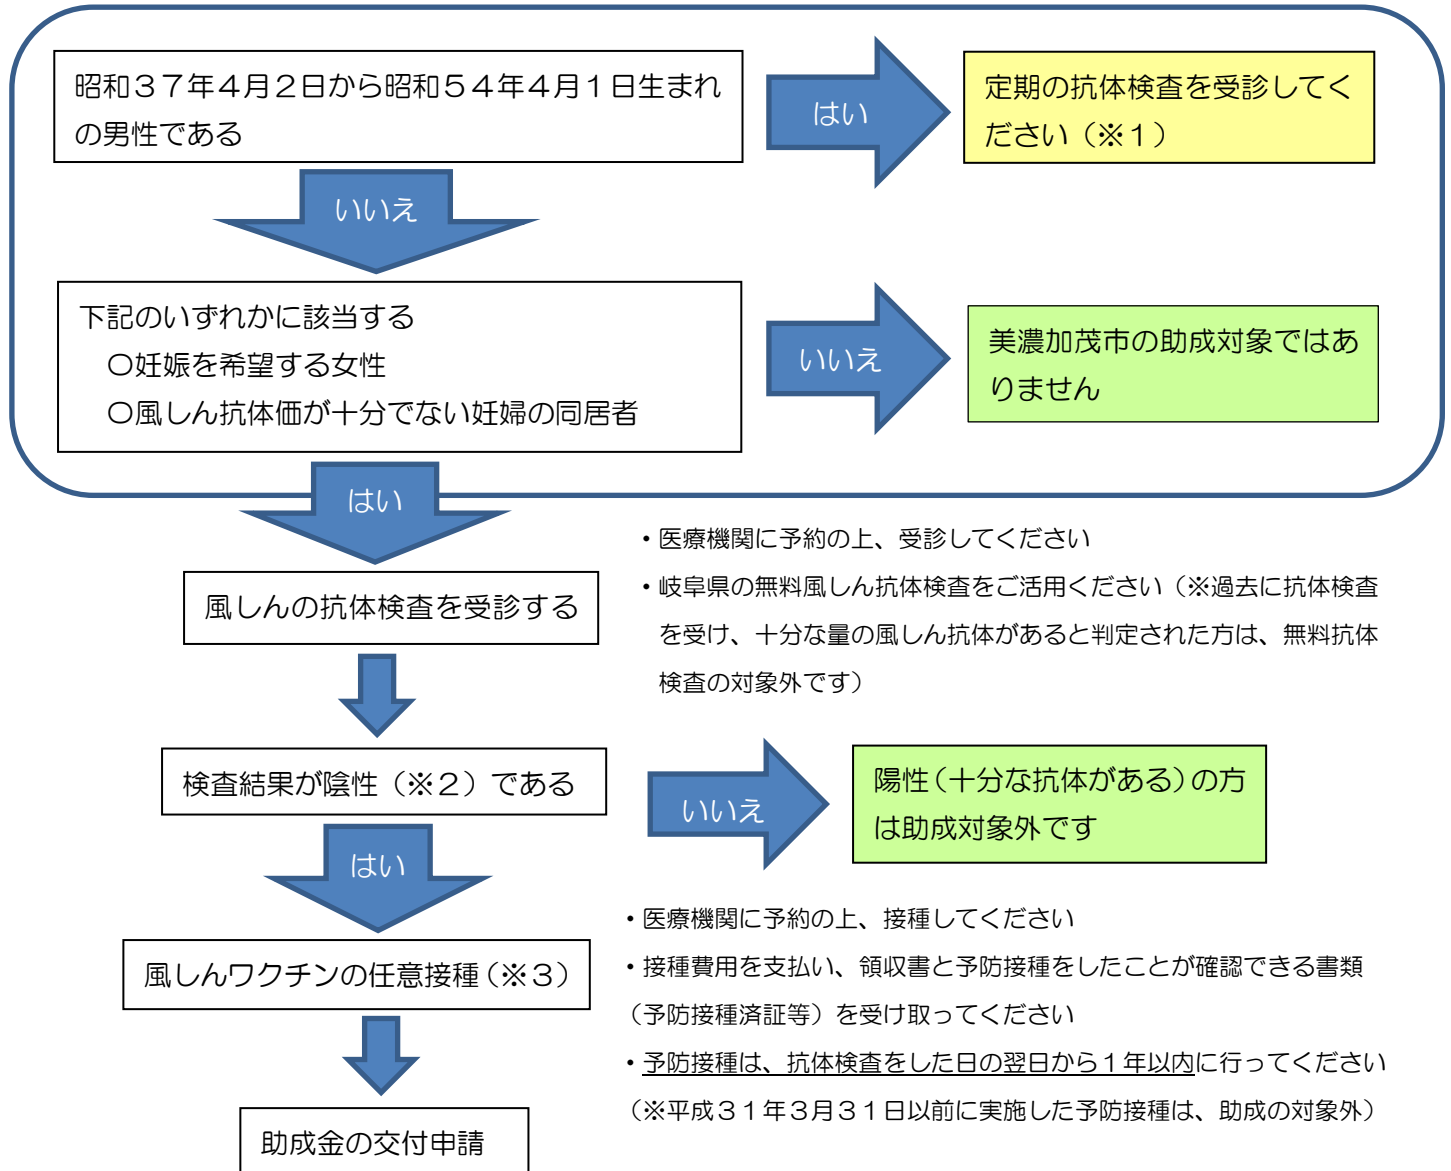 昭和37年4月2日から昭和54年4月1日生まれ
の男性である
はい
定期の抗体検査を受診してく
ださい（※1）
いいえ
下記のいずれかに該当する
○妊娠を希望する女性
○風しん抗体価が十分でない妊婦の同居者
いいえ
美濃加茂市の助成対象ではあ
りません
はい
風しんの抗体検査を受診する
・医療機関に予約の上、受診してください
・岐阜県の無料風しん抗体検査をご活用ください（※過去に抗体検査
を受け、十分な量の風しん抗体があると判定された方は、無料抗体
検査の対象外です）
検査結果が陰性（※2）である
いいえ
陽性（十分な抗体がある）の方
は助成対象外です
はい
風しんワクチンの任意接種（※3）
・医療機関に予約の上、接種してください
・接種費用を支払い、領収書と予防接種をしたことが確認できる書類
（予防接種済証等）を受け取ってください
・予防接種は、抗体検査をした日の翌日から1年以内に行ってください
（※平成31年3月31日以前に実施した予防接種は、助成の対象外）
助成金の交付申請